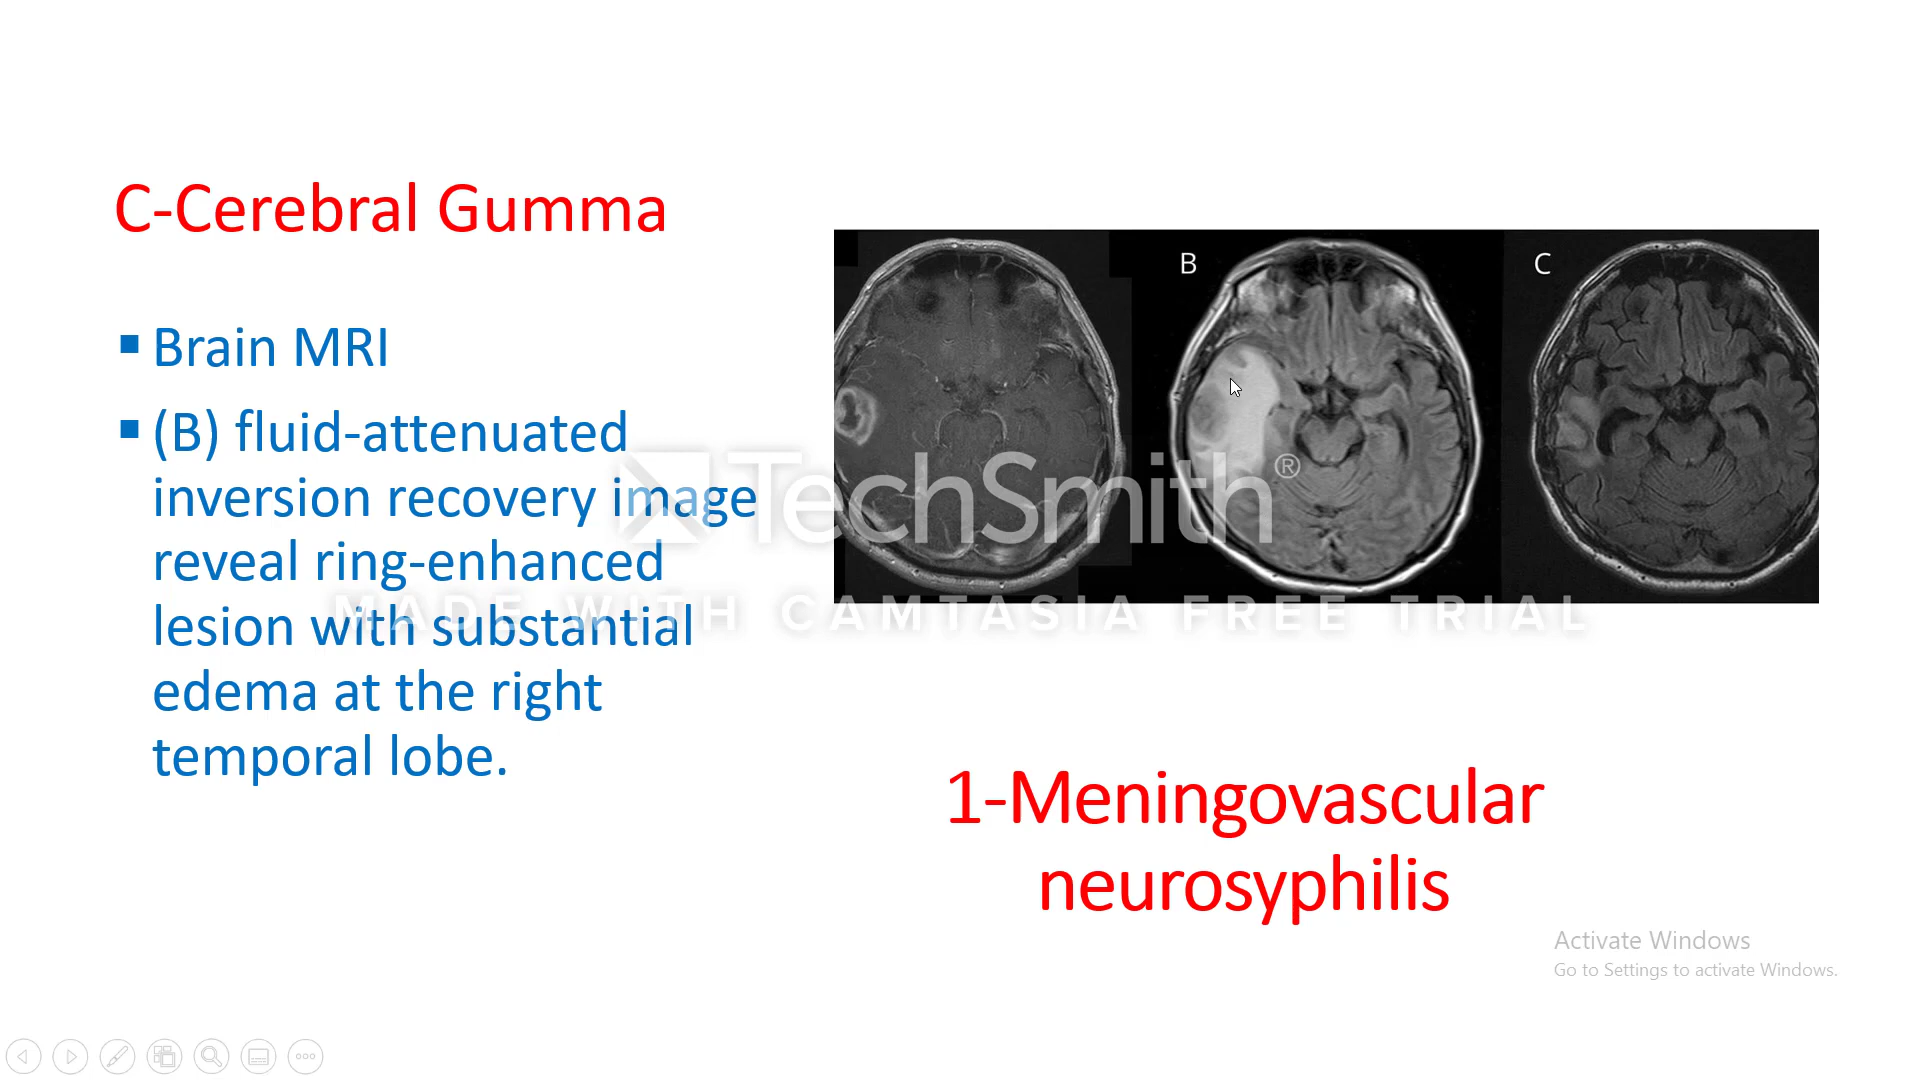 C-Cerebral Gumma
▪ Brain MRI
▪ (B) fluid-attenuated
inversion recovery image
reveal ring-enhanced
lesion with substantial
edema at the right
temporal lobe.
B
C
TechSmith®
MADE WITH CAMTASIA FREE TRIAL
1-Meningovascular
neurosyphilis
Activate Windows
Go to Settings to activate Windows.